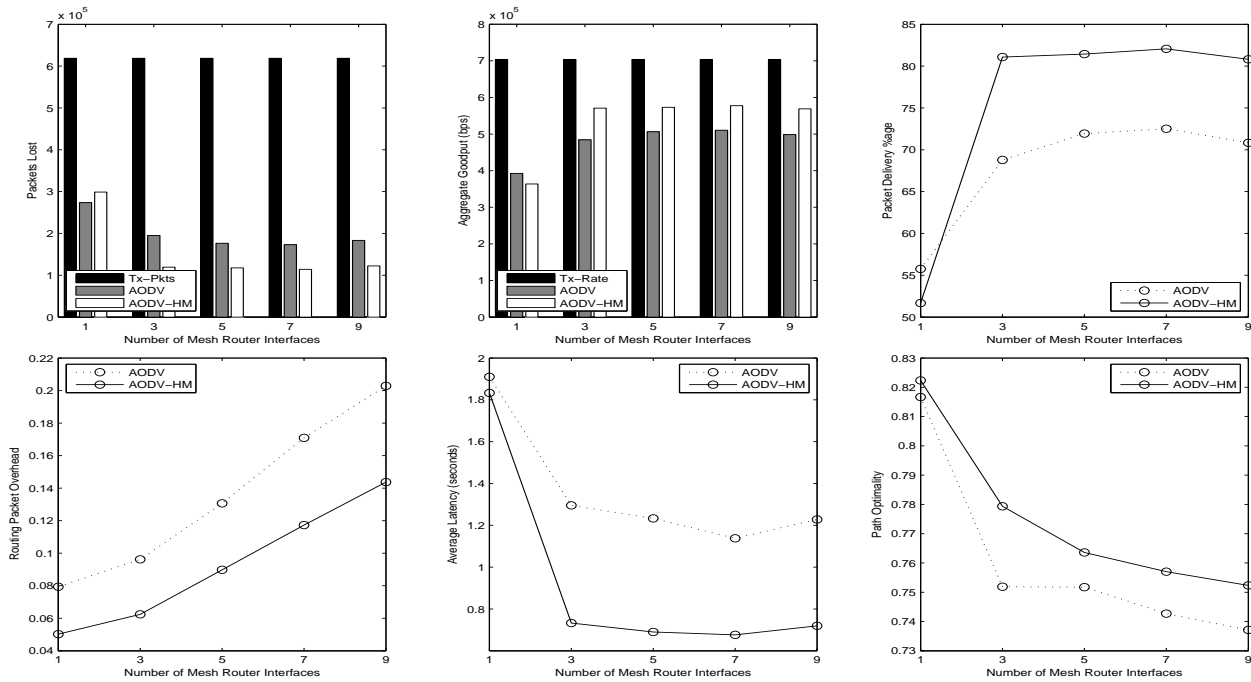 x 10⁵
7
6
5
4
3
2
1
0
Packets Lost
Tx−Pkts
AODV
AODV−HM
1 3 5 7 9
Number of Mesh Router Interfaces
x 10⁵
8
7
6
5
4
3
2
1
0
Aggregate Goodput (bps)
Tx−Rate
AODV
AODV−HM
1 3 5 7 9
Number of Mesh Router Interfaces
85
80
75
70
65
60
55
50
Packet Delivery %age
AODV
AODV−HM
1 3 5 7 9
Number of Mesh Router Interfaces
0.22
0.2
0.18
0.16
0.14
0.12
0.1
0.08
0.06
0.04
Routing Packet Overhead
AODV
AODV−HM
1 3 5 7 9
Number of Mesh Router Interfaces
2
1.8
1.6
1.4
1.2
1
0.8
Average Latency (seconds)
AODV
AODV−HM
1 3 5 7 9
Number of Mesh Router Interfaces
0.83
0.82
0.81
0.8
0.79
0.78
0.77
0.76
0.75
0.74
0.73
Path Optimality
AODV
AODV−HM
1 3 5 7 9
Number of Mesh Router Interfaces